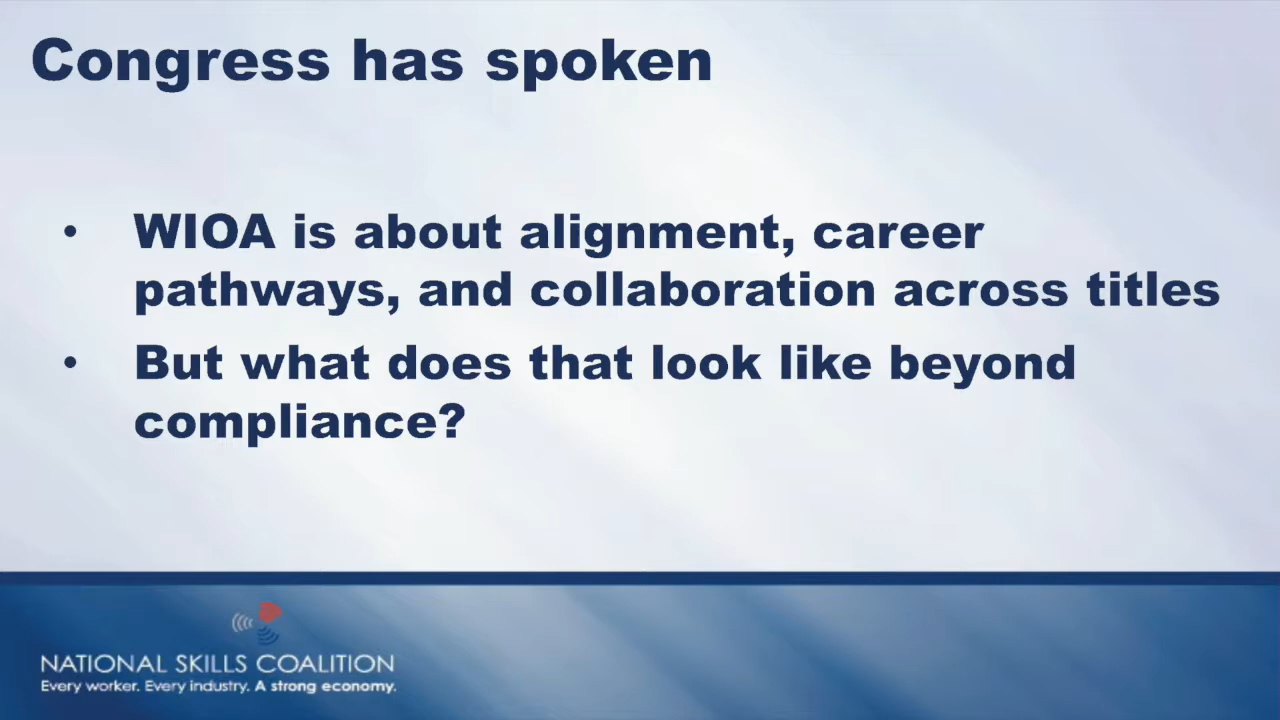 Congress has spoken
• WIOA is about alignment, career
pathways, and collaboration across titles
• But what does that look like beyond
compliance?
NATIONAL SKILLS COALITION
Every worker. Every industry. A strong economy.